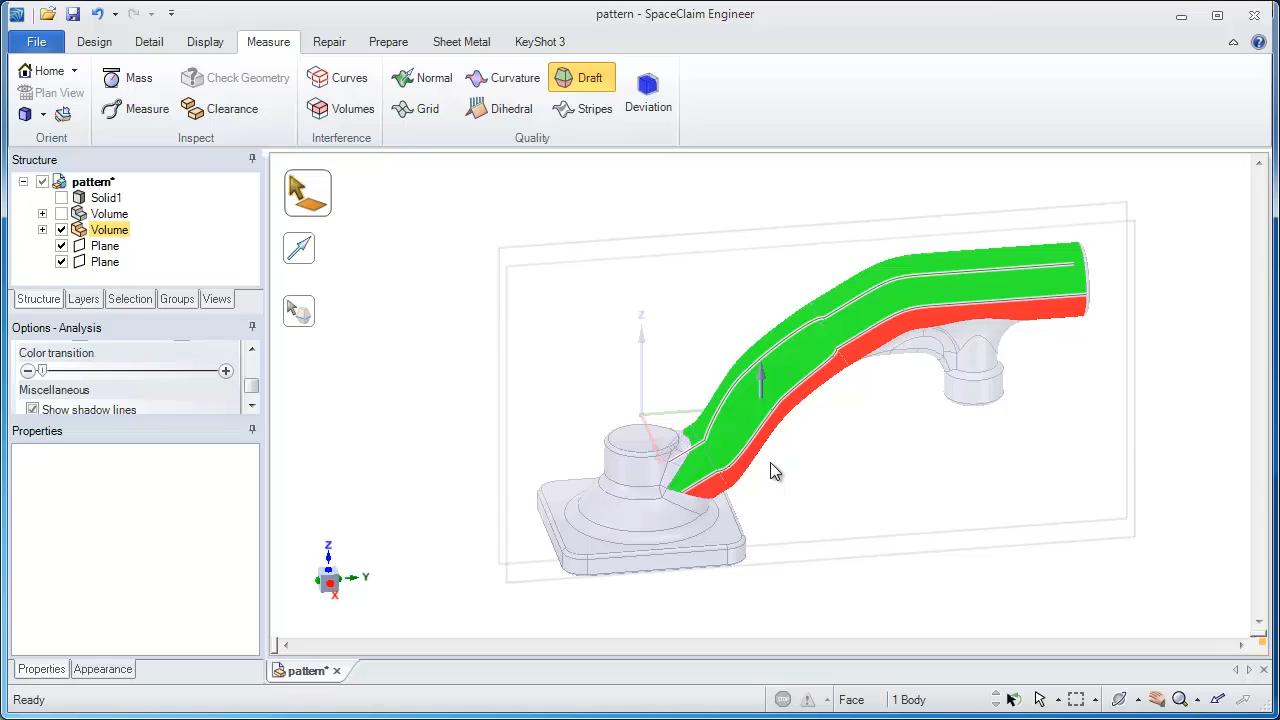 pattern - SpaceClaim Engineer
File Design Detail Display Measure Repair Prepare Sheet Metal KeyShot 3
Home Mass Check Geometry Curves Normal Curvature Draft
Plan View Measure Clearance Volumes Grid Dihedral Stripes Deviation
Orient Inspect Interference Quality
Structure
pattern*
Solid1
Volume
Volume
Plane
Plane
Structure Layers Selection Groups Views
Options - Analysis
Color transition
Miscellaneous
Show shadow lines
Properties
Z
Z
Y
X
Properties Appearance
pattern*
Ready Face 1 Body